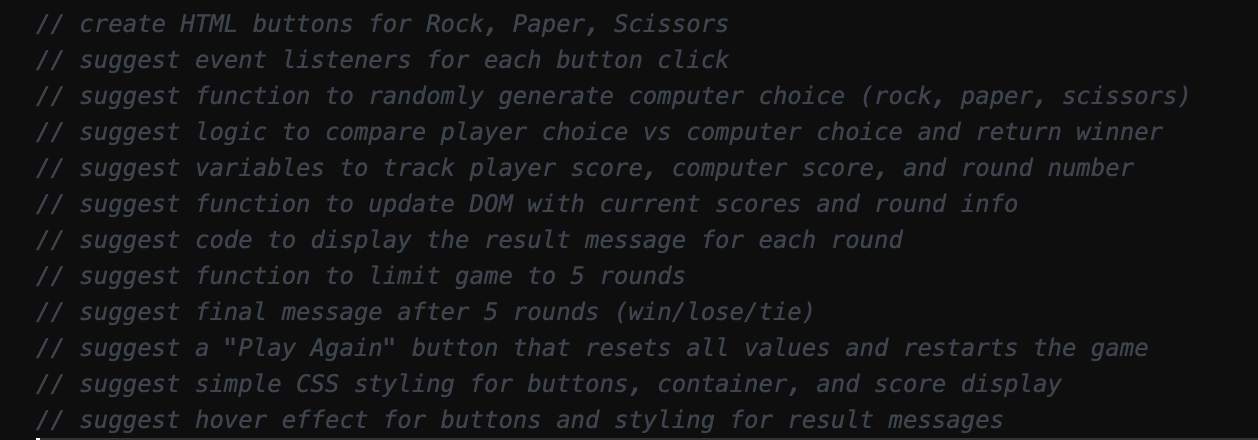 // create HTML buttons for Rock, Paper, Scissors
// suggest event listeners for each button click
// suggest function to randomly generate computer choice (rock, paper, scissors)
// suggest logic to compare player choice vs computer choice and return winner
// suggest variables to track player score, computer score, and round number
// suggest function to update DOM with current scores and round info
// suggest code to display the result message for each round
// suggest function to limit game to 5 rounds
// suggest final message after 5 rounds (win/lose/tie)
// suggest a "Play Again" button that resets all values and restarts the game
// suggest simple CSS styling for buttons, container, and score display
// suggest hover effect for buttons and styling for result messages